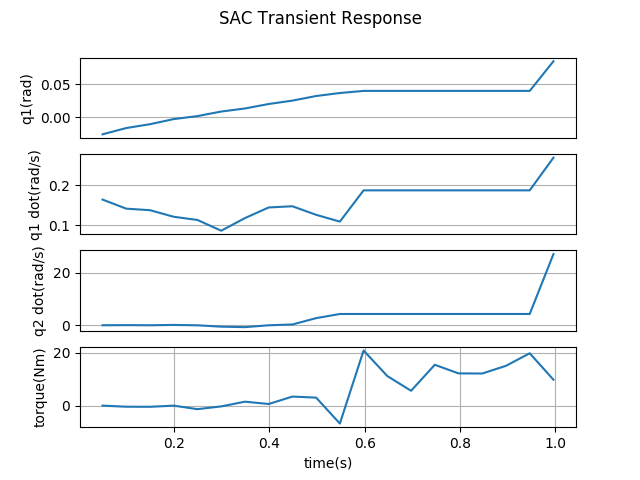 SAC Transient Response
q1(rad)
0.05
0.00
q1 dot(rad/s)
0.2
0.1
q2 dot(rad/s)
20
0
torque(Nm)
20
0
0.2 0.4 0.6 0.8 1.0
time(s)